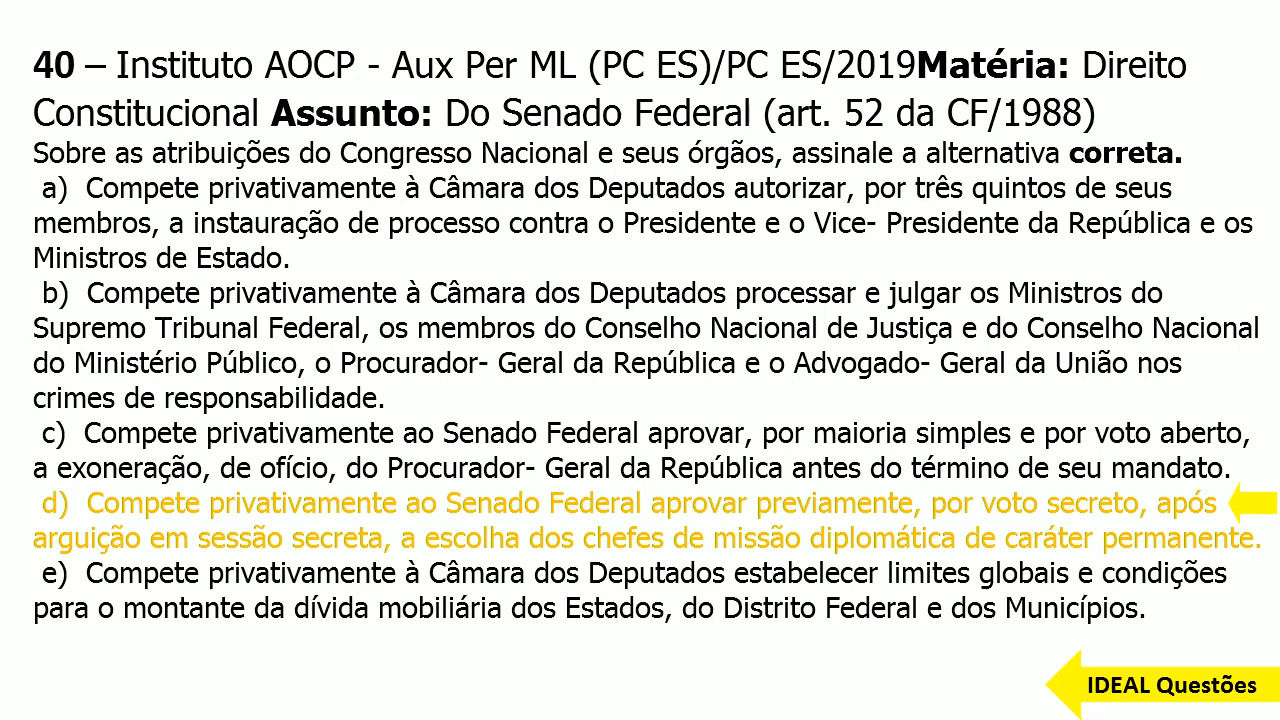 40 – Instituto AOCP - Aux Per ML (PC ES)/PC ES/2019Matéria: Direito
Constitucional Assunto: Do Senado Federal (art. 52 da CF/1988)
Sobre as atribuições do Congresso Nacional e seus órgãos, assinale a alternativa correta.
a) Compete privativamente à Câmara dos Deputados autorizar, por três quintos de seus
membros, a instauração de processo contra o Presidente e o Vice- Presidente da República e os
Ministros de Estado.
b) Compete privativamente à Câmara dos Deputados processar e julgar os Ministros do
Supremo Tribunal Federal, os membros do Conselho Nacional de Justiça e do Conselho Nacional
do Ministério Público, o Procurador- Geral da República e o Advogado- Geral da União nos
crimes de responsabilidade.
c) Compete privativamente ao Senado Federal aprovar, por maioria simples e por voto aberto,
a exoneração, de ofício, do Procurador- Geral da República antes do término de seu mandato.
d) Compete privativamente ao Senado Federal aprovar previamente, por voto secreto, após
arguição em sessão secreta, a escolha dos chefes de missão diplomática de caráter permanente.
e) Compete privativamente à Câmara dos Deputados estabelecer limites globais e condições
para o montante da dívida mobiliária dos Estados, do Distrito Federal e dos Municípios.
IDEAL Questões